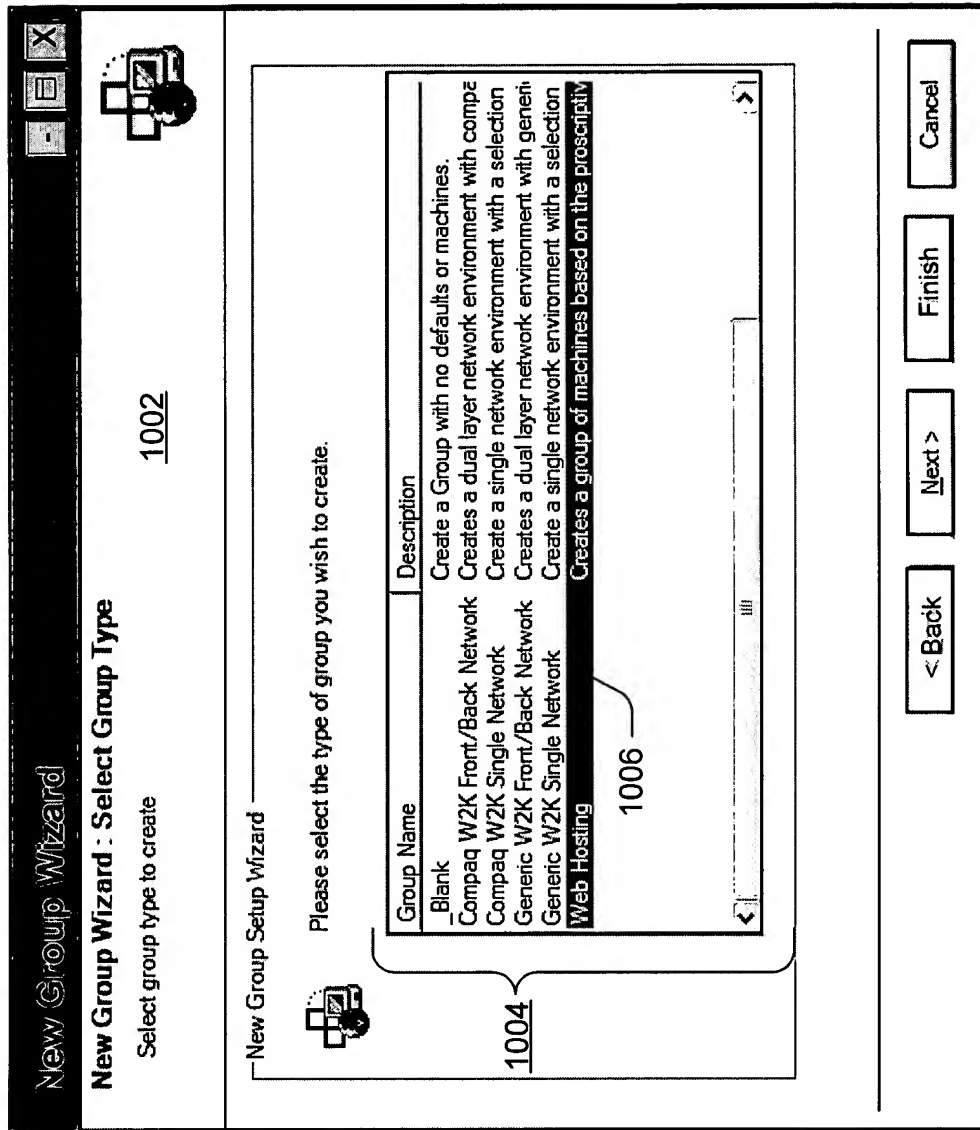 New Group Wizard
New Group Wizard : Select Group Type
Select group type to create
1002
New Group Setup Wizard
Please select the type of group you wish to create.
1004
Group Name Description
_Blank Create a Group with no defaults or machines.
Compaq W2K Front/Back Network Creates a dual layer network environment with compa
Compaq W2K Single Network Create a single network environment with a selection
Generic W2K Front/Back Network Creates a dual layer network environment with generi
Generic W2K Single Network Create a single network environment with a selection
Web Hosting Creates a group of machines based on the proscriptiv
1006
< Back Next > Finish Cancel